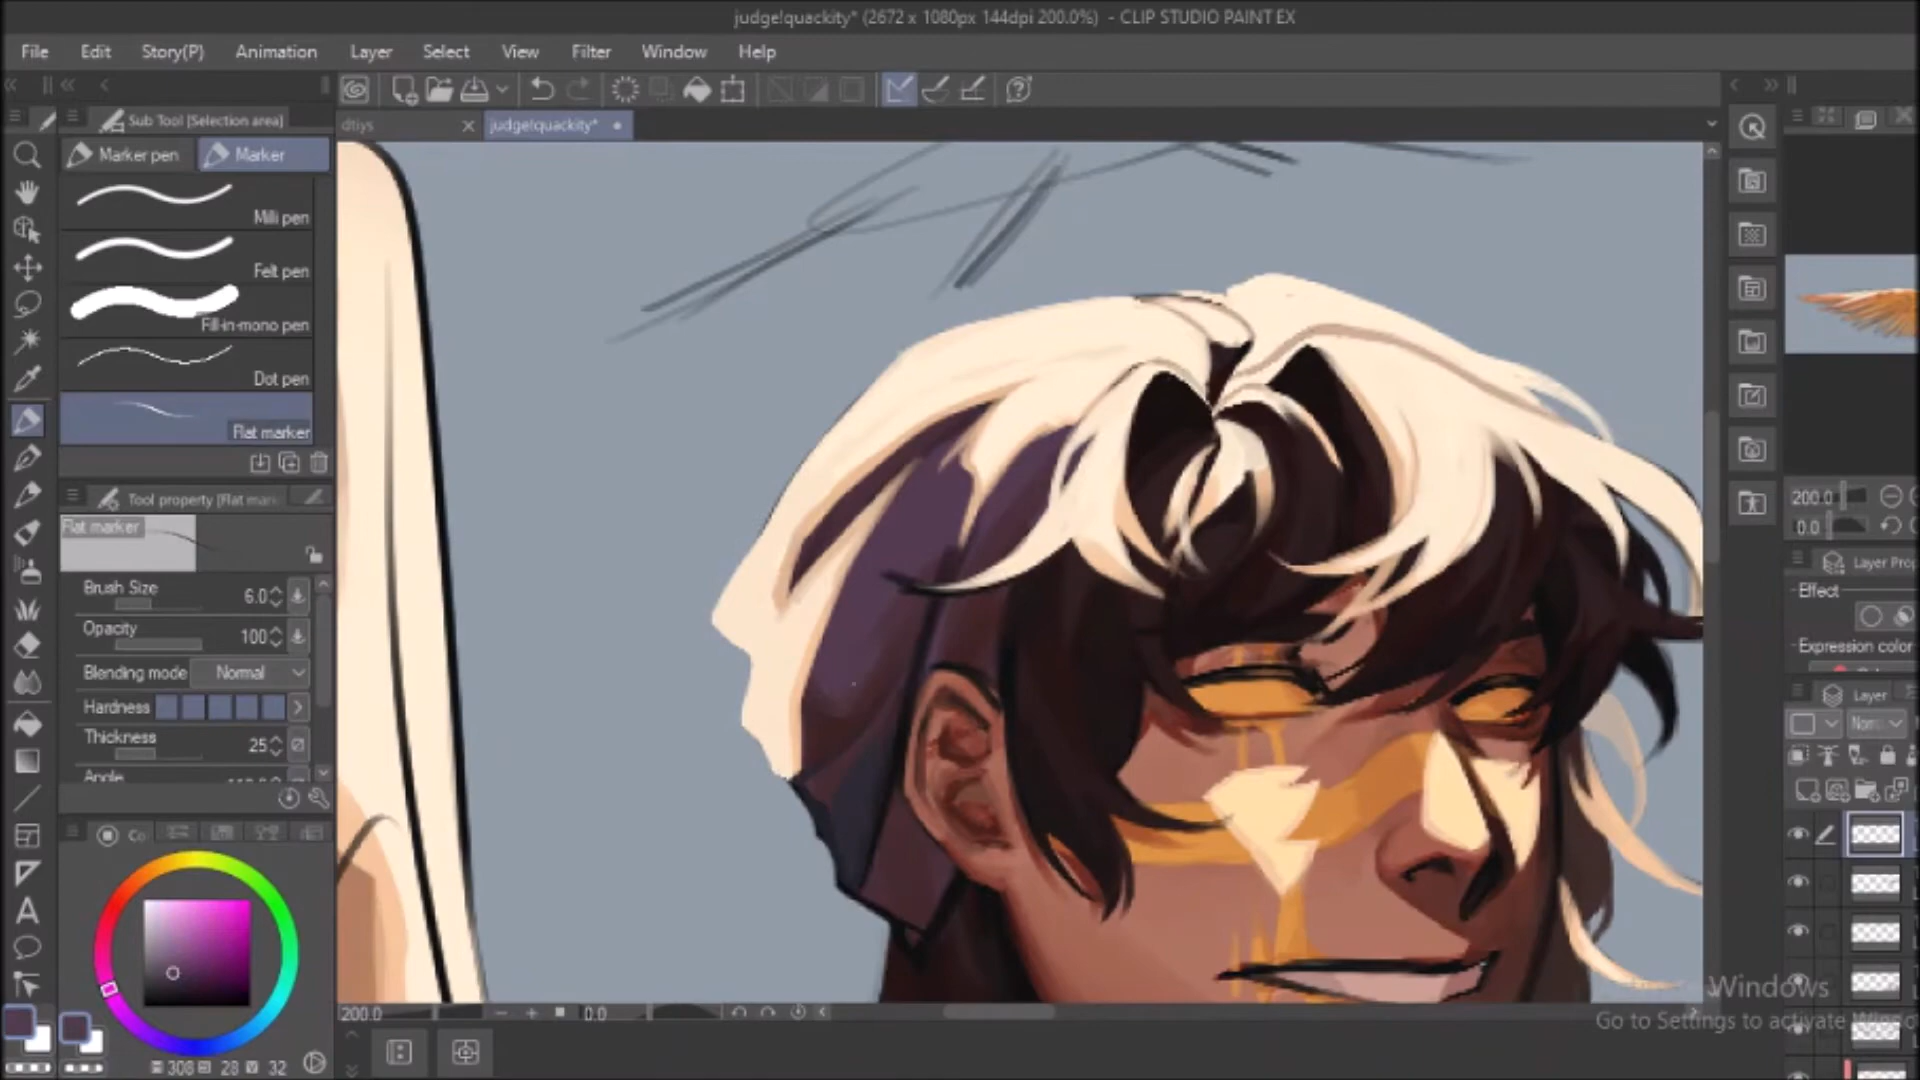 judge!quackity* (2672 x 1080px 144dpi 200.0%) - CLIP STUDIO PAINT EX
File Edit Story(P) Animation Layer Select View Filter Window Help
Sub Tool [Selection area]
dtiys
judge!quackity*
Marker pen
Marker
Milli pen
Felt pen
Fill-in-mono pen
Dot pen
Flat marker
Tool property [Flat mar
Flat marker
Brush Size 6.0
Opacity 100
Blending mode Normal
Hardness
Thickness 25
Angle
Co
308 28 32
200.0
0.0
200.0
0.0
Layer Prop
Effect
Expression color
Layer
Norm
Windows
Go to Settings to activate Windo